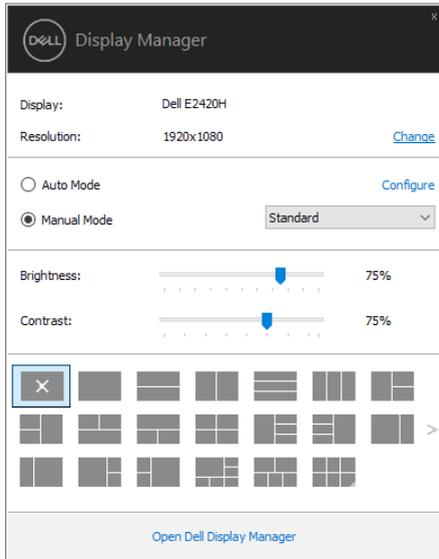 x
DELL Display Manager
Display: Dell E2420H
Resolution: 1920x1080 Change
Auto Mode Configure
Manual Mode Standard
Brightness: 75%
Contrast: 75%
Open Dell Display Manager